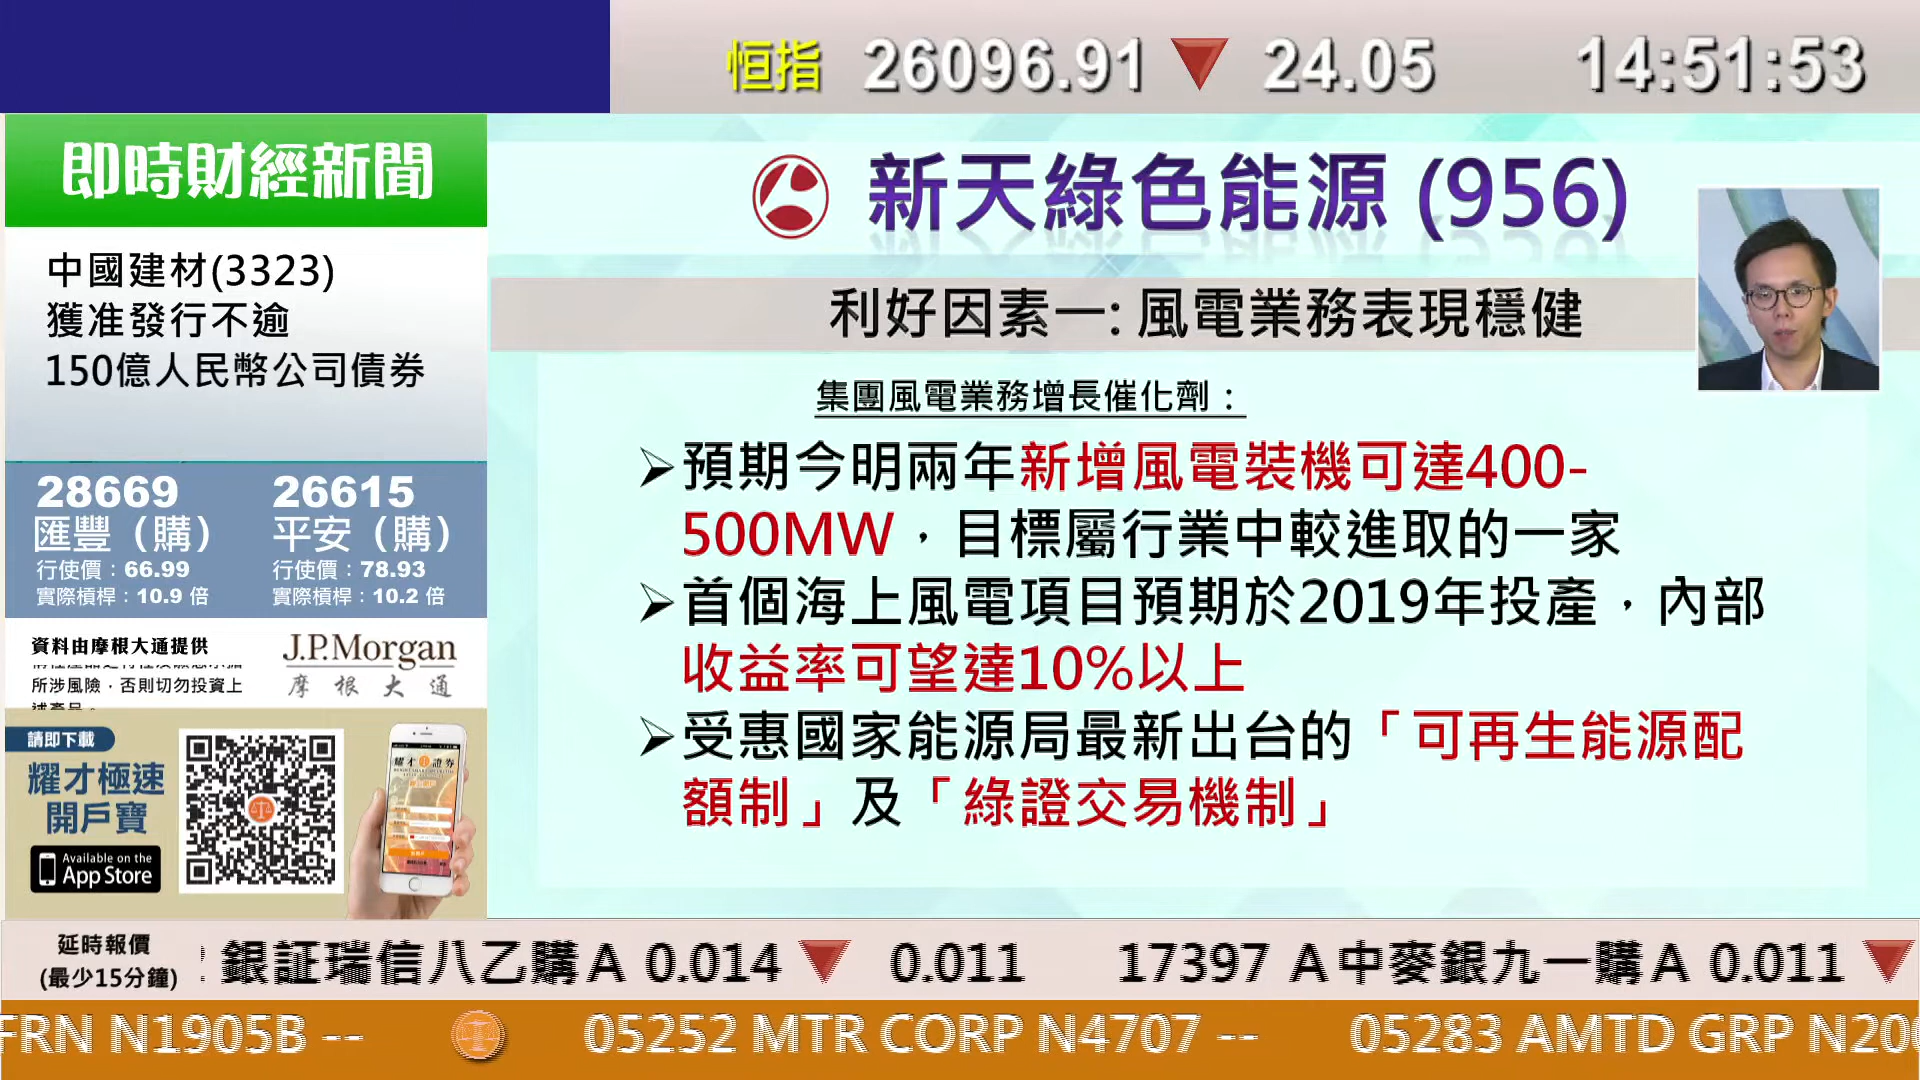 恒指 26096.91 24.05 14:51:53
即時財經新聞
中國建材(3323)
獲准發行不逾
150億人民幣公司債券
28669
匯豐（購）
行使價：66.99
實際槓桿：10.9 倍
26615
平安（購）
行使價：78.93
實際槓桿：10.2 倍
資料由摩根大通提供
所涉風險，否則切勿投資上
J.P.Morgan
摩根大通
請即下載
耀才極速
開戶寶
Available on the
App Store
耀才證券
新天綠色能源 (956)
利好因素一: 風電業務表現穩健
集團風電業務增長催化劑：
➢預期今明兩年新增風電裝機可達400-
500MW，目標屬行業中較進取的一家
➢首個海上風電項目預期於2019年投產，內部
收益率可望達10%以上
➢受惠國家能源局最新出台的「可再生能源配
額制」及「綠證交易機制」
延時報價
(最少15分鐘)
銀証瑞信八乙購A 0.014 0.011 17397 A中麥銀九一購A 0.011
FRN N1905B -- 05252 MTR CORP N4707 -- 05283 AMTD GRP N200